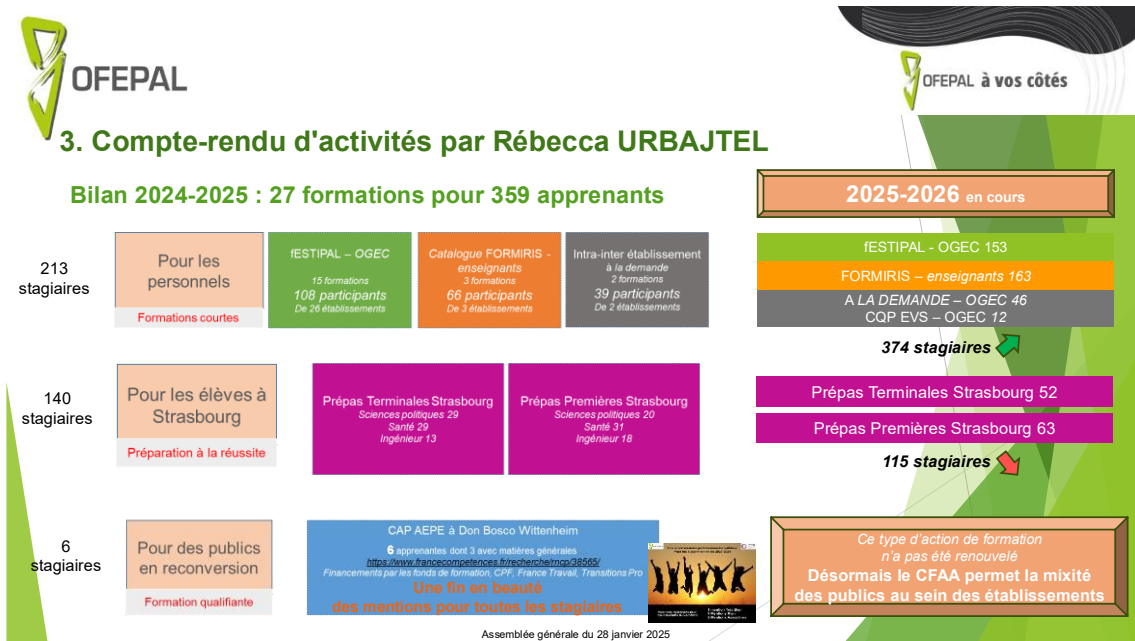 OFEPAL
OFEPAL à vos côtés
3. Compte-rendu d'activités par Rébecca URBAJTEL
Bilan 2024-2025 : 27 formations pour 359 apprenants
2025-2026 en cours
213
stagiaires
Pour les
personnels
Formations courtes
fESTIPAL – OGEC
15 formations
108 participants
De 26 établissements
Catalogue FORMIRIS -
enseignants
3 formations
66 participants
De 3 établissements
Intra-inter établissement
à la demande
2 formations
39 participants
De 2 établissements
fESTIPAL - OGEC 153
FORMIRIS – enseignants 163
A LA DEMANDE – OGEC 46
CQP EVS – OGEC 12
374 stagiaires
140
stagiaires
Pour les élèves à
Strasbourg
Préparation à la réussite
Prépas Terminales Strasbourg
Sciences politiques 29
Santé 29
Ingénieur 13
Prépas Premières Strasbourg
Sciences politiques 20
Santé 31
Ingénieur 18
Prépas Terminales Strasbourg 52
Prépas Premières Strasbourg 63
115 stagiaires
6
stagiaires
Pour des publics
en reconversion
Formation qualifiante
CAP AEPE à Don Bosco Wittenheim
6 apprenantes dont 3 avec matières générales
https://www.francecompetences.fr/recherche/rncp/38565/
Financements par les fonds de formation, CPF, France Travail, Transitions Pro
Une fin en beauté
des mentions pour toutes les stagiaires
Ce type d'action de formation
n'a pas été renouvelé
Désormais le CFAA permet la mixité
des publics au sein des établissements
Assemblée générale du 28 janvier 2025